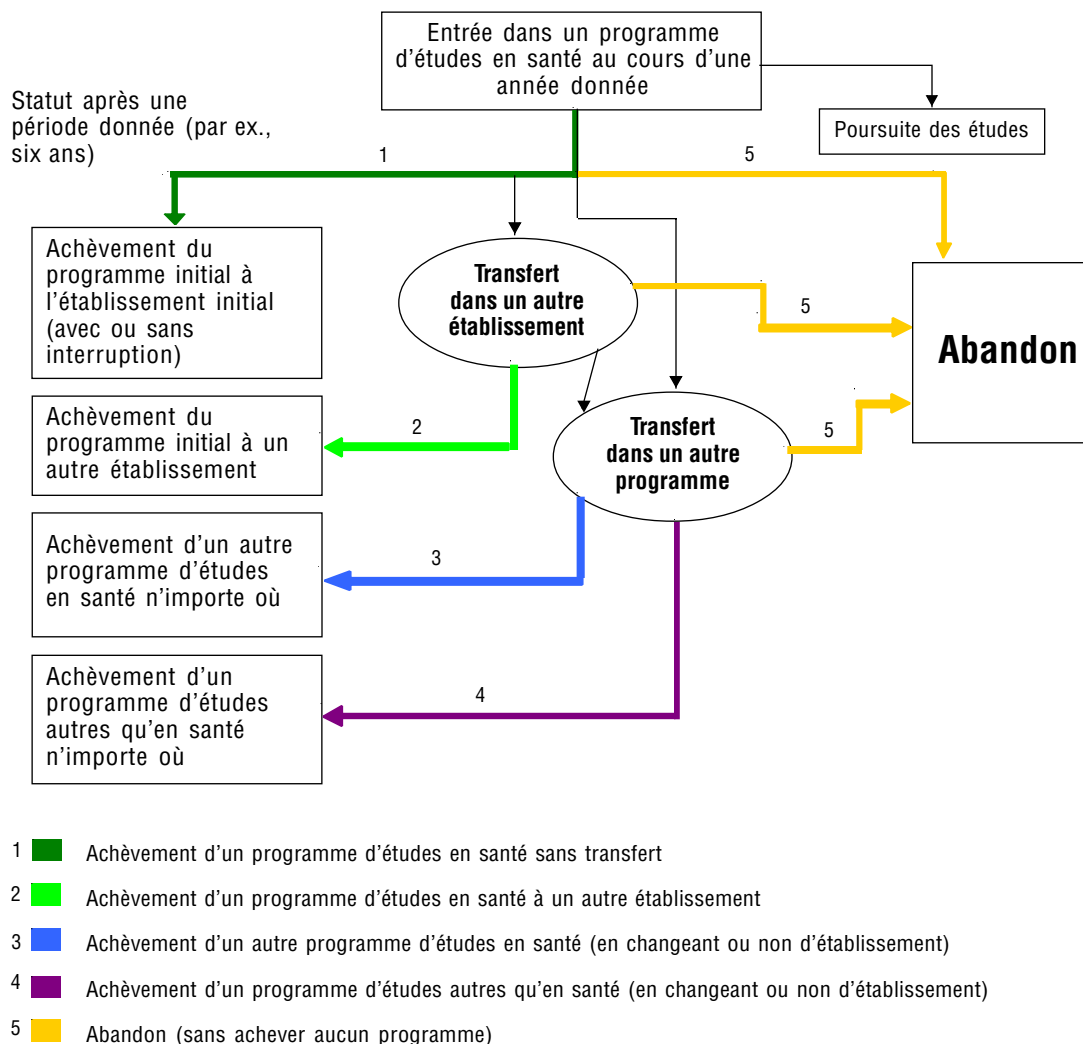 Entrée dans un programme
d'études en santé au cours d'une
année donnée
Statut après une
période donnée (par ex.,
six ans)
Poursuite des études
1
5
Achèvement du
programme initial à
l'établissement initial
(avec ou sans
interruption)
Transfert
dans un autre
établissement
5
Abandon
Achèvement du
programme initial à un
autre établissement
2
Transfert
dans un autre
programme
5
Achèvement d'un autre
programme d'études
en santé n'importe où
3
Achèvement d'un
programme d'études
autres qu'en santé
n'importe où
4
1 Achèvement d'un programme d'études en santé sans transfert
2 Achèvement d'un programme d'études en santé à un autre établissement
3 Achèvement d'un autre programme d'études en santé (en changeant ou non d'établissement)
4 Achèvement d'un programme d'études autres qu'en santé (en changeant ou non d'établissement)
5 Abandon (sans achever aucun programme)